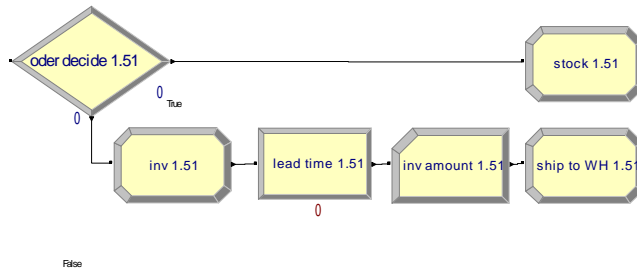 oder decide 1.51
0
True
0
stock 1.51
inv 1.51
lead time 1.51
inv amount 1.51
ship to WH 1.51
0
False